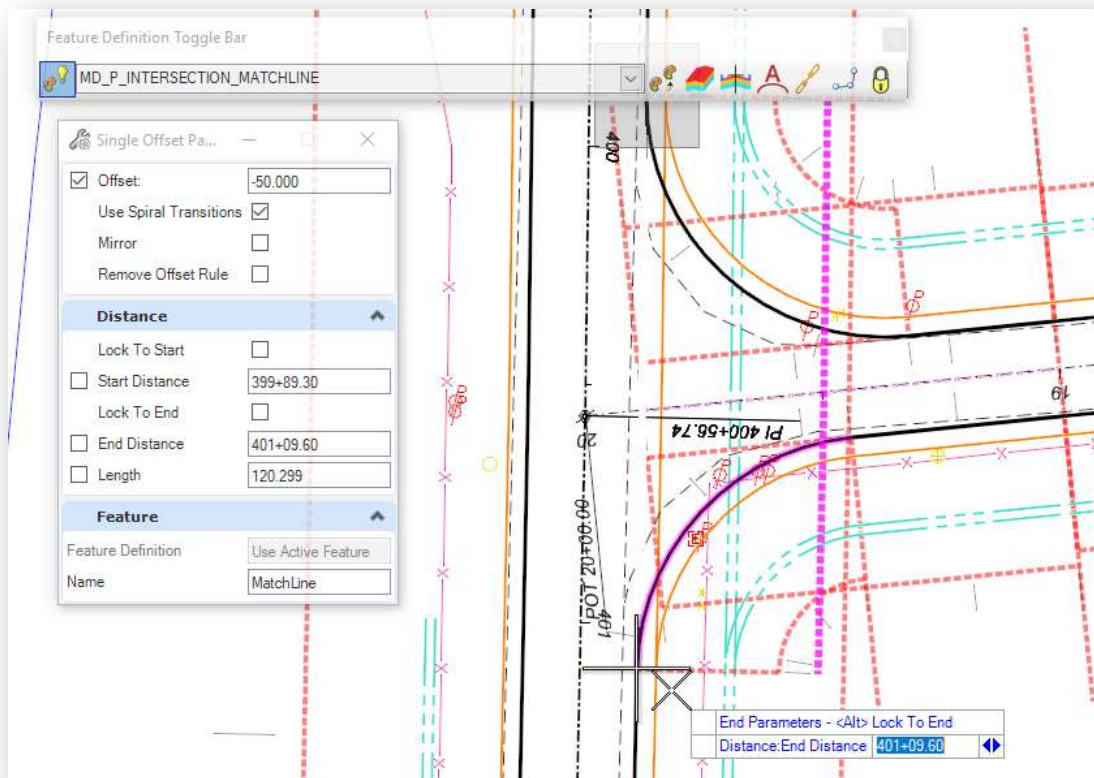 Feature Definition Toggle Bar
MD_P_INTERSECTION_MATCHLINE
A
Single Offset Pa...
Offset: -50.000
Use Spiral Transitions
Mirror
Remove Offset Rule
Distance
Lock To Start
Start Distance 399+89.30
Lock To End
End Distance 401+09.60
Length 120.299
Feature
Feature Definition Use Active Feature
Name MatchLine
400
P
P
P
19
PI 400+56.74
20
P
POT 20+00.00
401
End Parameters - <Alt> Lock To End
Distance:End Distance 401+09.60